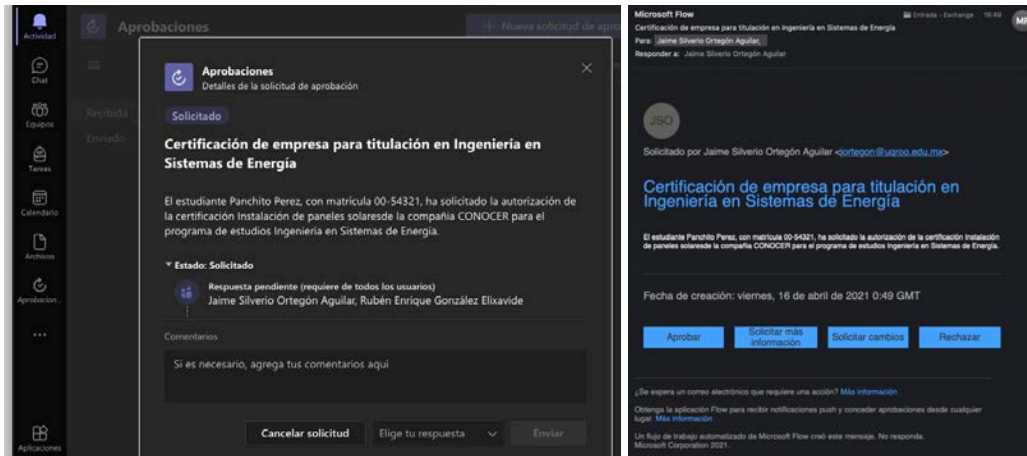 Actividad
Chat
Equipos
Tareas
Calendario
Archivos
Aprobacion...
Aplicaciones
Aprobaciones
Nueva solicitud de apro
Recibida
Enviado
Aprobaciones
Detalles de la solicitud de aprobación
Solicitado
Certificación de empresa para titulación en Ingeniería en
Sistemas de Energía
El estudiante Panchito Perez, con matrícula 00-54321, ha solicitado la autorización de
la certificación Instalación de paneles solaresde la compañia CONOCER para el
programa de estudios Ingeniería en Sistemas de Energía.
Estado: Solicitado
Respuesta pendiente (requiere de todos los usuarios)
Jaime Silverio Ortegón Aguilar, Rubén Enrique González Elixavide
Comentarios
Si es necesario, agrega tus comentarios aquí
Cancelar solicitud
Elige tu respuesta
Enviar
Microsoft Flow
Entrada - Exchange
Certificación de empresa para titulación en Ingeniería en Sistemas de Energía
Para: Jaime Silverio Ortegón Aguilar,
Responder a: Jaime Silverio Ortegón Aguilar
JSO
Solicitado por Jaime Silverio Ortegón Aguilar <jortegon@uqroo.edu.mx>
Certificación de empresa para titulación en
Ingeniería en Sistemas de Energía
El estudiante Panchito Perez, con matrícula 00-54321, ha solicitado la autorización de la certificación Instalación
de paneles solaresde la compañia CONOCER para el programa de estudios Ingeniería en Sistemas de Energía.
Fecha de creación: viernes, 16 de abril de 2021 0:49 GMT
Aprobar
Solicitar más
información
Solicitar cambios
Rechazar
¿Se espera un correo electrónico que requiere una acción? Más información
Obtenga la aplicación Flow para recibir notificaciones push y conceder aprobaciones desde cualquier
lugar. Más información
Un flujo de trabajo automatizado de Microsoft Flow creó este mensaje. No responda.
Microsoft Corporation 2021.